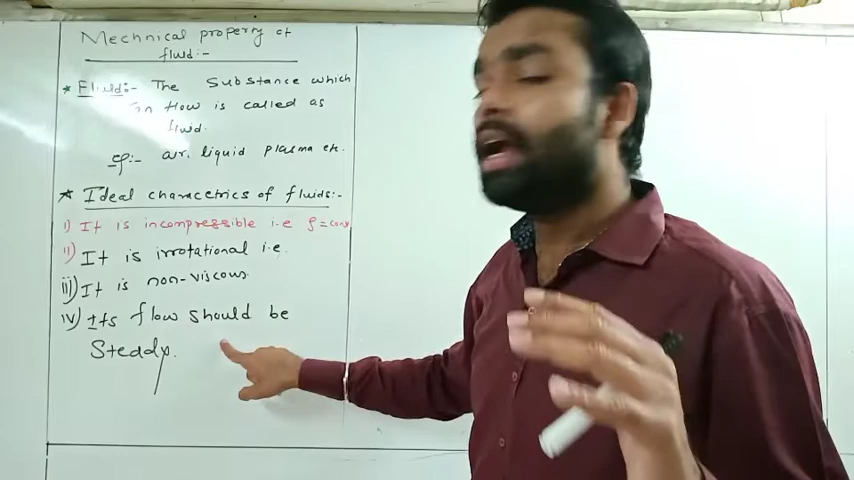 Mechnical property of
fluid:-
* Fluid:- The Substance which
Can flow is called as
fluid.
eg:- air, liquid plasma etc.
* Ideal characetrics of fluids:-
i) It is incompressible i.e ρ = cons
ii) It is irrotational i.e.
iii) It is non-viscous.
iv) Its flow should be
Steady.